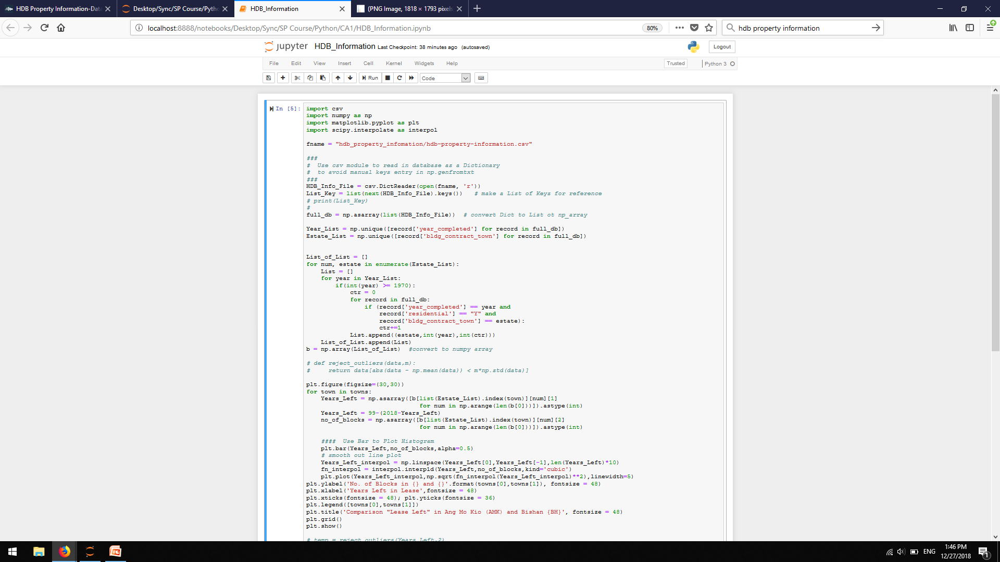 HDB Property Information-Dat
Desktop/Sync/SP Course/Pytho
HDB_Information
(PNG Image, 1818 × 1793 pixels
localhost:8888/notebooks/Desktop/Sync/SP Course/Python/CA1/HDB_Information.ipynb
80%
hdb property information
jupyter HDB_Information Last Checkpoint: 38 minutes ago (autosaved)
Logout
File Edit View Insert Cell Kernel Widgets Help
Trusted
Python 3
Run
Code
In [5]:
import csv
import numpy as np
import matplotlib.pyplot as plt
import scipy.interpolate as interpol
fname = "hdb_property_infomation/hdb-property-information.csv"
###
#  Use csv module to read in database as a Dictionary
#  to avoid manual keys entry in np.genfromtxt
###
HDB_Info_File = csv.DictReader(open(fname, 'r'))
List_Key = list(next(HDB_Info_File).keys())   # make a List of Keys for reference
# print(List_Key)
#
full_db = np.asarray(list(HDB_Info_File))  # convert Dict to List ot np_array
Year_List = np.unique([record['year_completed'] for record in full_db])
Estate_List = np.unique([record['bldg_contract_town'] for record in full_db])
List_of_List = []
for num, estate in enumerate(Estate_List):
    List = []
    for year in Year_List:
        if(int(year) >= 1970):
            ctr = 0
            for record in full_db:
                if (record['year_completed'] == year and
                    record['residential'] == "Y" and
                    record['bldg_contract_town'] == estate):
                    ctr+=1
            List.append((estate,int(year),int(ctr)))
    List_of_List.append(List)
b = np.array(List_of_List)  #convert to numpy array
# def reject_outliers(data,m):
#     return data[abs(data - np.mean(data)) < m*np.std(data)]
plt.figure(figsize=(30,30))
for town in towns:
    Years_Left = np.asarray([b[list(Estate_List).index(town)][num][1]
                               for num in np.arange(len(b[0]))]).astype(int)
    Years_Left = 99-(2018-Years_Left)
    no_of_blocks = np.asarray([b[list(Estate_List).index(town)][num][2]
                               for num in np.arange(len(b[0]))]).astype(int)
    ####  Use Bar to Plot Histogram
    plt.bar(Years_Left,no_of_blocks,alpha=0.5)
    # smooth out line plot
    Years_Left_interpol = np.linspace(Years_Left[0],Years_Left[-1],len(Years_Left)*10)
    fn_interpol = interpol.interp1d(Years_Left,no_of_blocks,kind='cubic')
    plt.plot(Years_Left_interpol,np.sqrt(fn_interpol(Years_Left_interpol)**2),linewidth=5)
plt.ylabel('No. of Blocks in {} and {}'.format(towns[0],towns[1]), fontsize = 48)
plt.xlabel('Years Left in Lease',fontsize = 48)
plt.xticks(fontsize = 48); plt.yticks(fontsize = 36)
plt.legend([towns[0],towns[1]])
plt.title('Comparison "Lease Left" in Ang Mo Kio (AMK) and Bishan {BH}', fontsize = 48)
plt.grid()
plt.show()
# temp = reject_outliers(Years_Left,2)
ENG
1:46 PM
12/27/2018
1